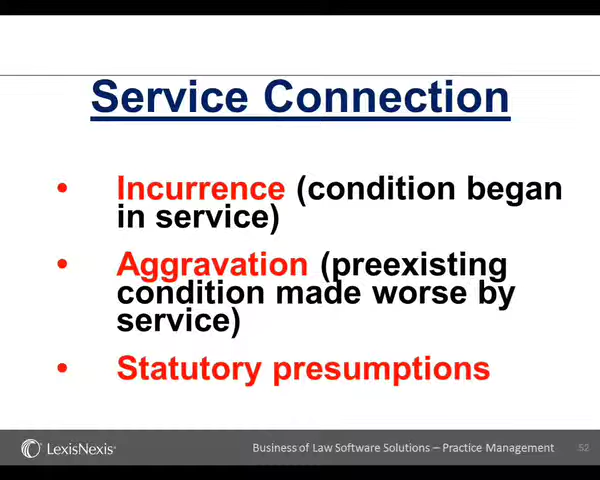 Service Connection
• Incurrence (condition began
in service)
• Aggravation (preexisting
condition made worse by
service)
• Statutory presumptions
LexisNexis® Business of Law Software Solutions – Practice Management 52